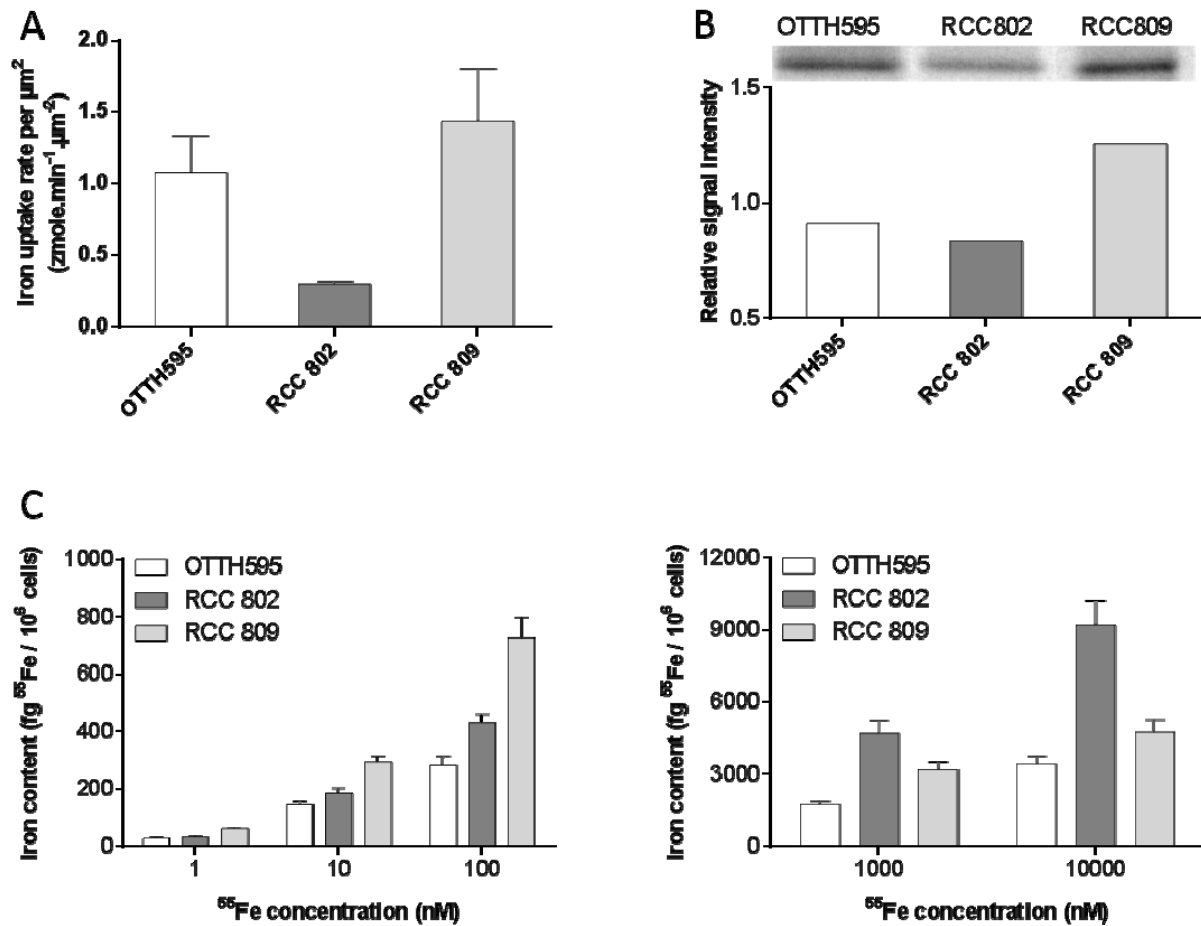 A
2.0
1.5
1.0
0.5
0.0
Iron uptake rate per µm²
(zmole.min⁻¹.µm⁻²)
OTTH595
RCC 802
RCC 809
B
OTTH595 RCC802 RCC809
1.5
1.0
0.5
Relative signal intensity
OTTH595
RCC 802
RCC 809
C
1000
800
600
400
200
0
Iron content (fg ⁵⁵Fe / 10⁶ cells)
OTTH595
RCC 802
RCC 809
1 10 100
⁵⁵Fe concentration (nM)
12000
9000
6000
3000
0
Iron content (fg ⁵⁵Fe / 10⁶ cells)
OTTH595
RCC 802
RCC 809
1000 10000
⁵⁵Fe concentration (nM)